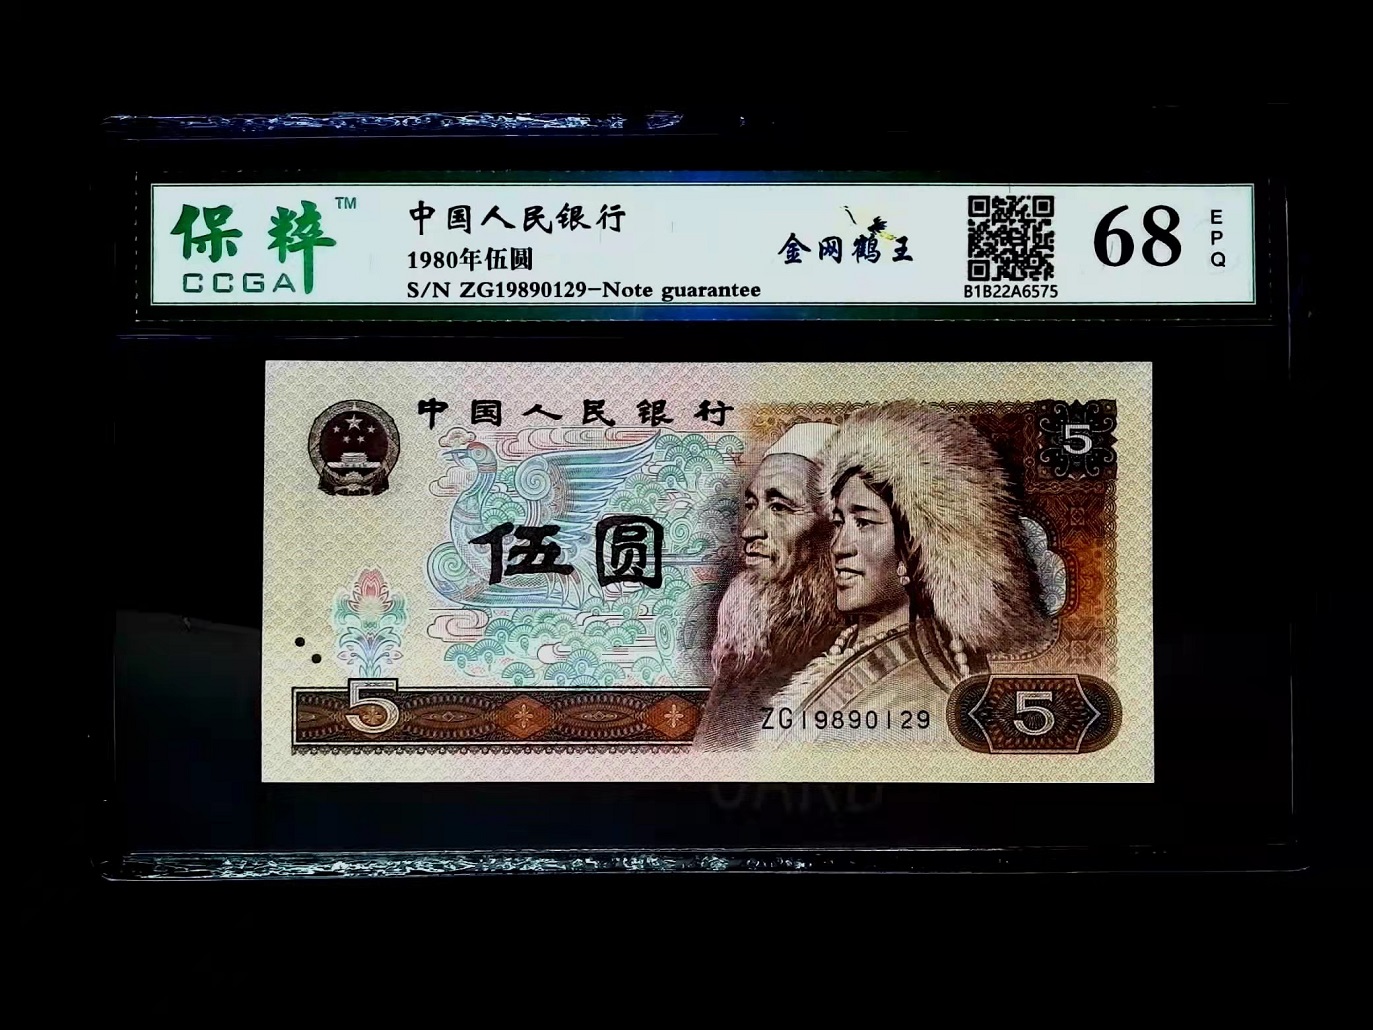 保粹™
CCGA
中国人民银行
1980年伍圆
S/N ZG19890129-Note guarantee
金网鹤王
B1B22A6575
68
EPQ
中国人民银行
5
伍圆
5
ZG19890129
5
CARD